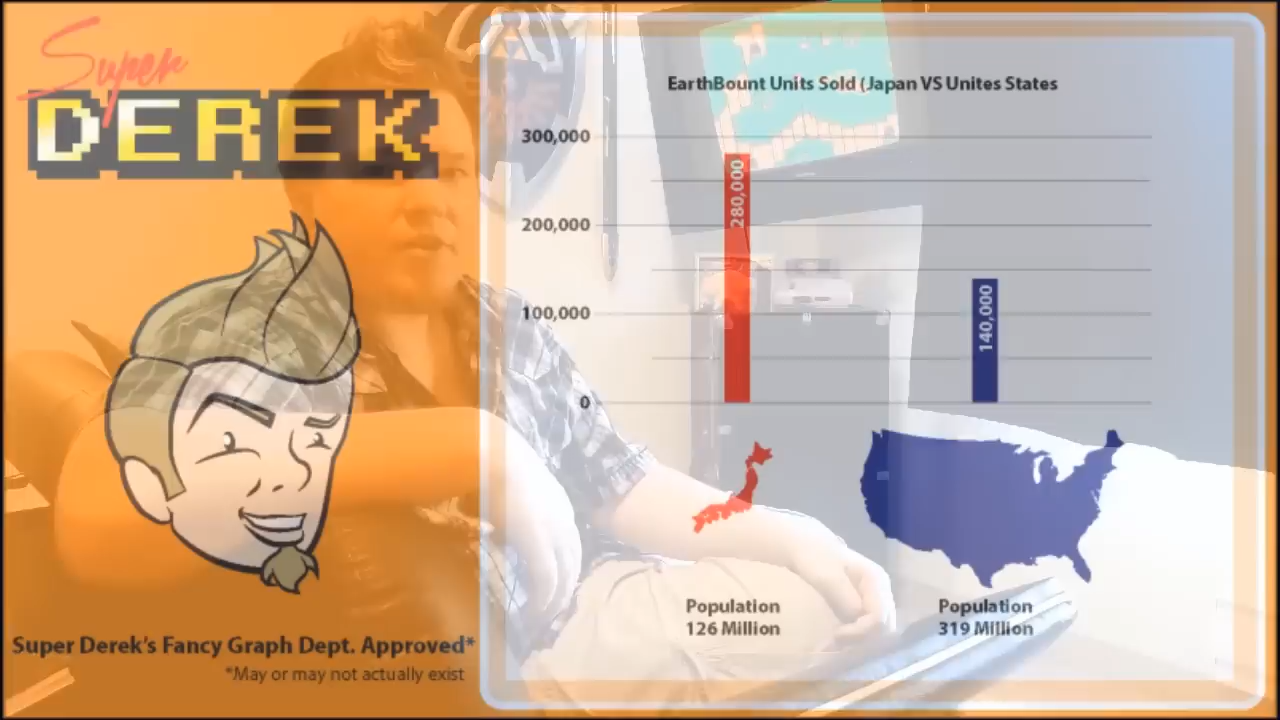 Super
DEREK
EarthBount Units Sold (Japan VS Unites States
300,000
200,000
100,000
0
280,000
140,000
Population
126 Million
Population
319 Million
Super Derek's Fancy Graph Dept. Approved*
*May or may not actually exist